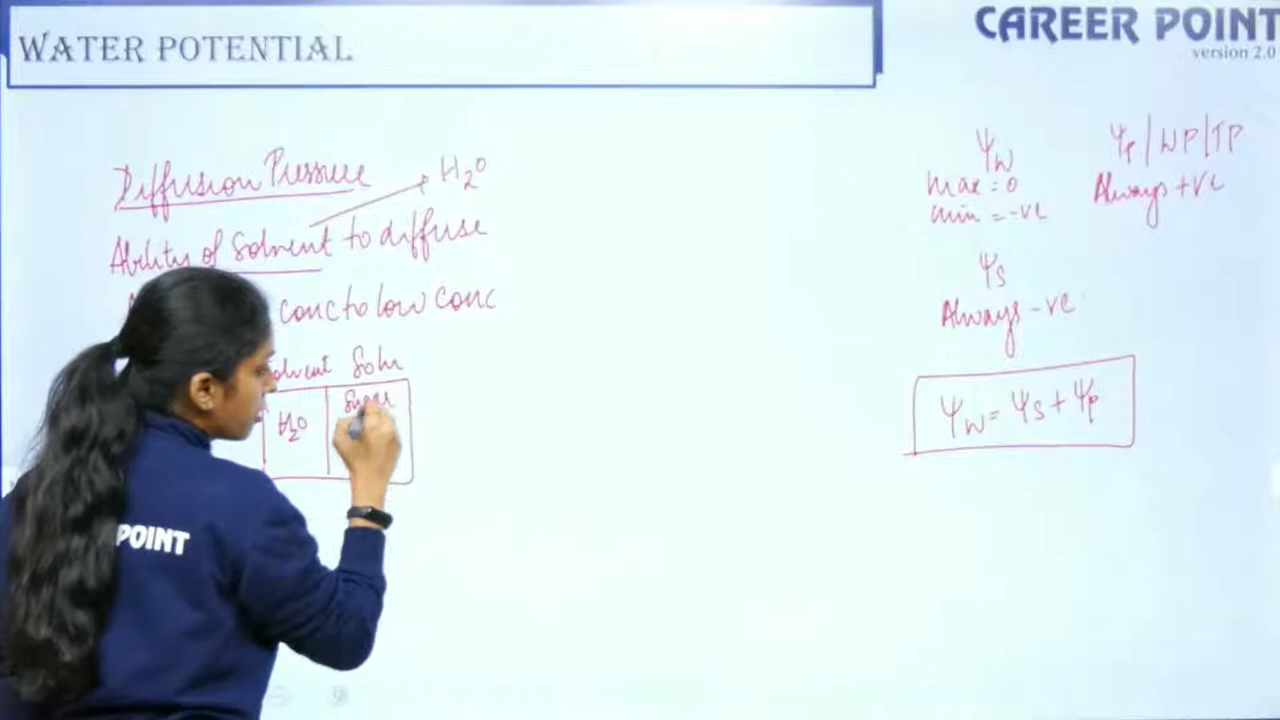 WATER POTENTIAL
CAREER POINT
version 2.0
Diffusion Pressure
H₂O
Ability of Solvent to diffuse
conc to low conc
Soln
H₂O
Ψw
max = 0
min = -ve
Ψp | WP | TP
Always +ve
Ψs
Always -ve
Ψw = Ψs + Ψp
POINT